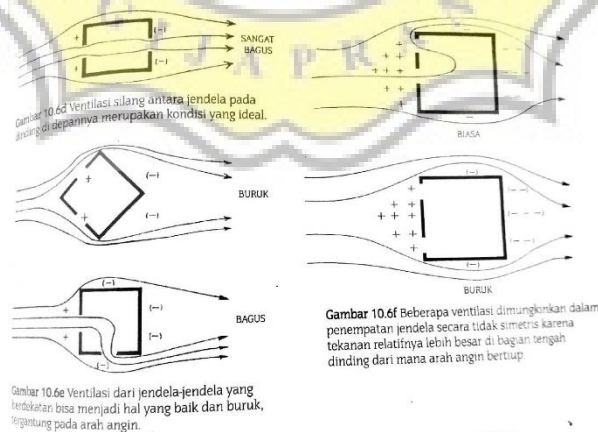 SANGAT
BAGUS
Gambar 10.6d Ventilasi silang antara jendela pada
dinding di depannya merupakan kondisi yang ideal.
BURUK
BAGUS
Gambar 10.6e Ventilasi dari jendela-jendela yang
berdekatan bisa menjadi hal yang baik dan buruk,
tergantung pada arah angin.
BIASA
BURUK
Gambar 10.6f Beberapa ventilasi dimungkinkan dalam
penempatan jendela secara tidak simetris karena
tekanan relatifnya lebih besar di bagian tengah
dinding dari mana arah angin bertiup